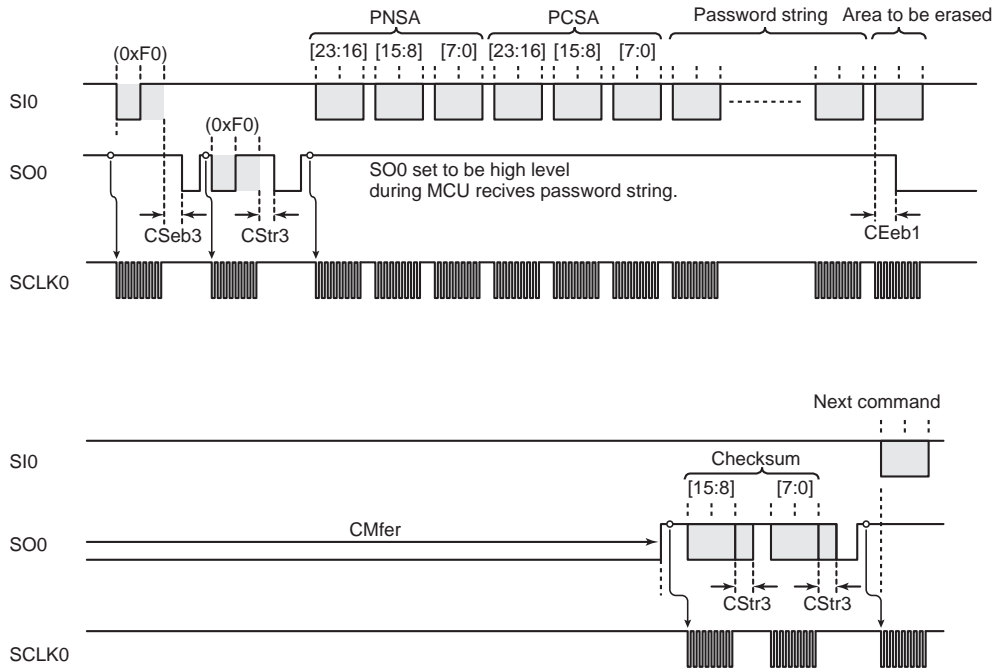 PNSA PCSA Password string Area to be erased
(0xF0) [23:16] [15:8] [7:0] [23:16] [15:8] [7:0]
SI0
(0xF0)
SO0
SO0 set to be high level
during MCU recives password string.
CSeb3 CStr3 CEeb1
SCLK0
Next command
SI0
Checksum
[15:8] [7:0]
CMfer
SO0
CStr3 CStr3
SCLK0